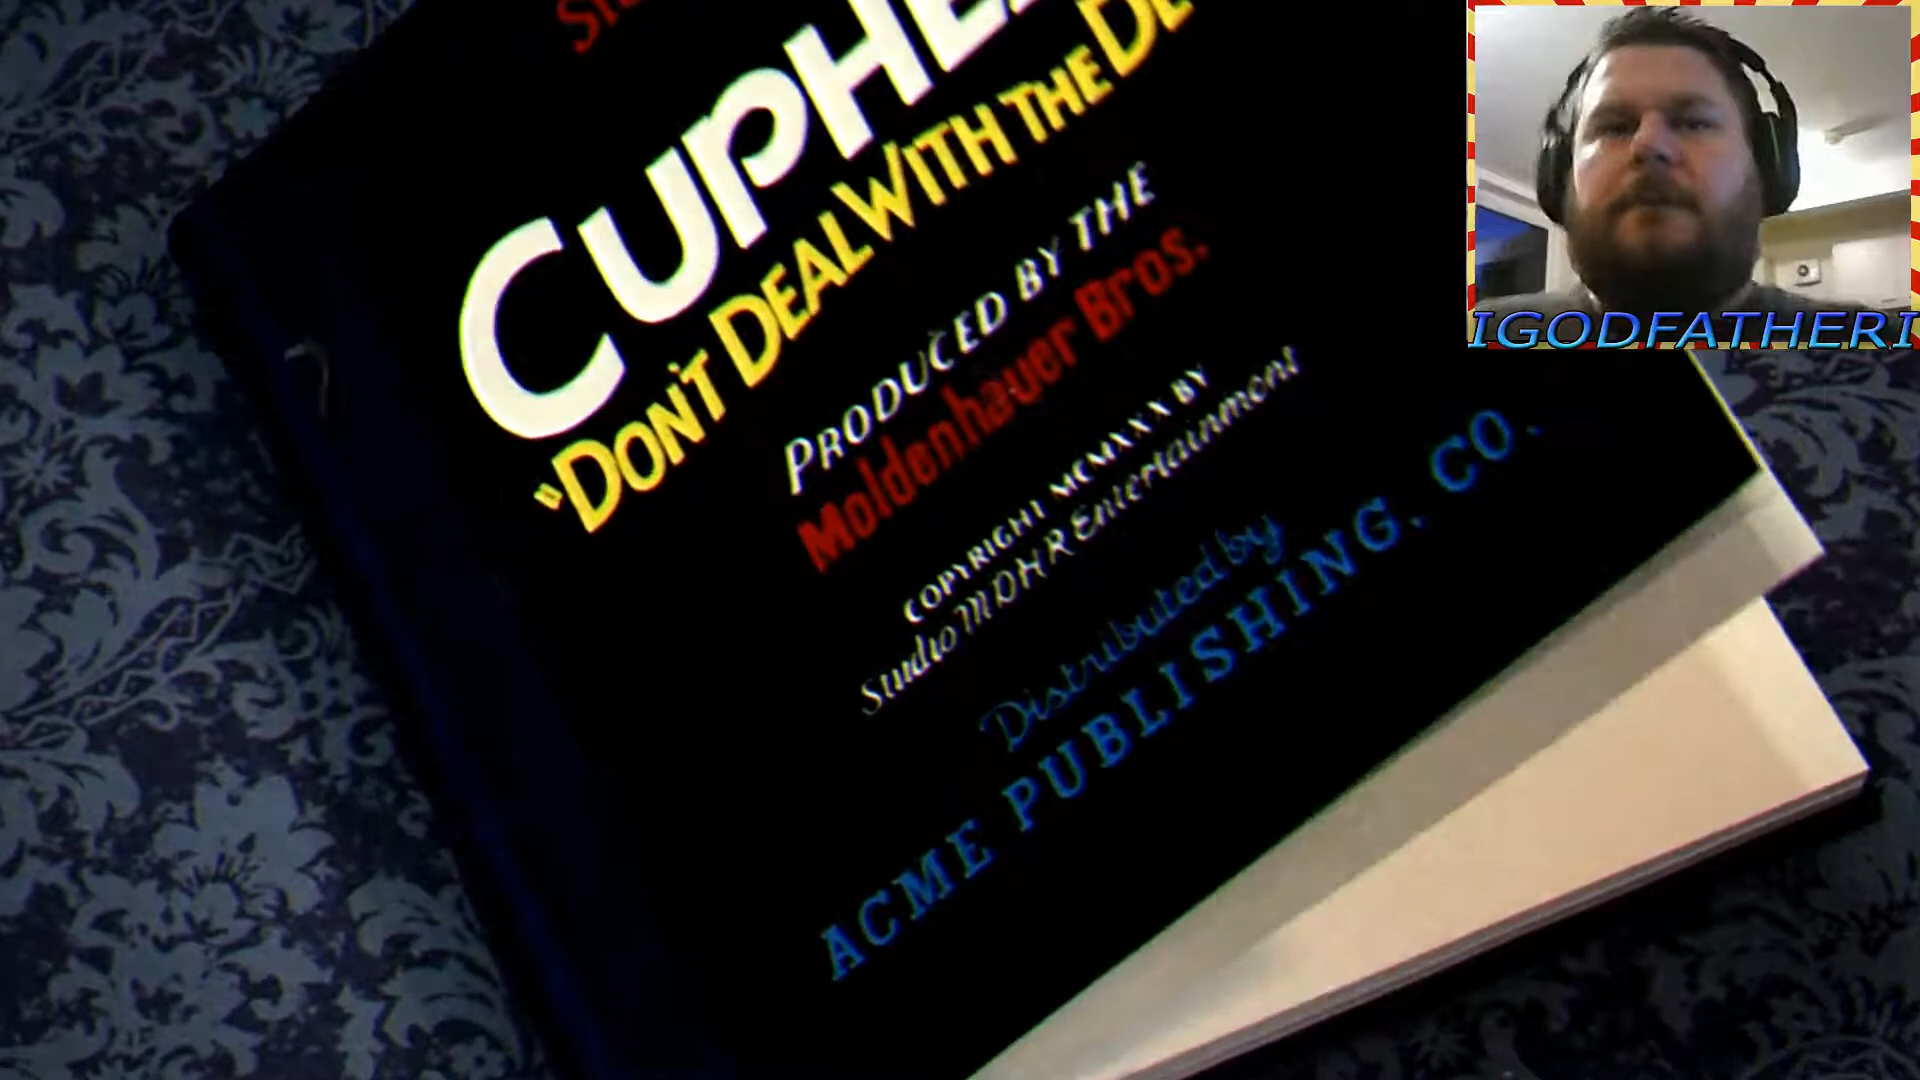 CUPHE
"DON'T DEAL WITH THE DE
PRODUCED BY THE
Moldenhauer Bros.
COPYRIGHT MCMXXX BY
Studio MDHR Entertainment
Distributed by
ACME PUBLISHING. CO.
IGODFATHERI